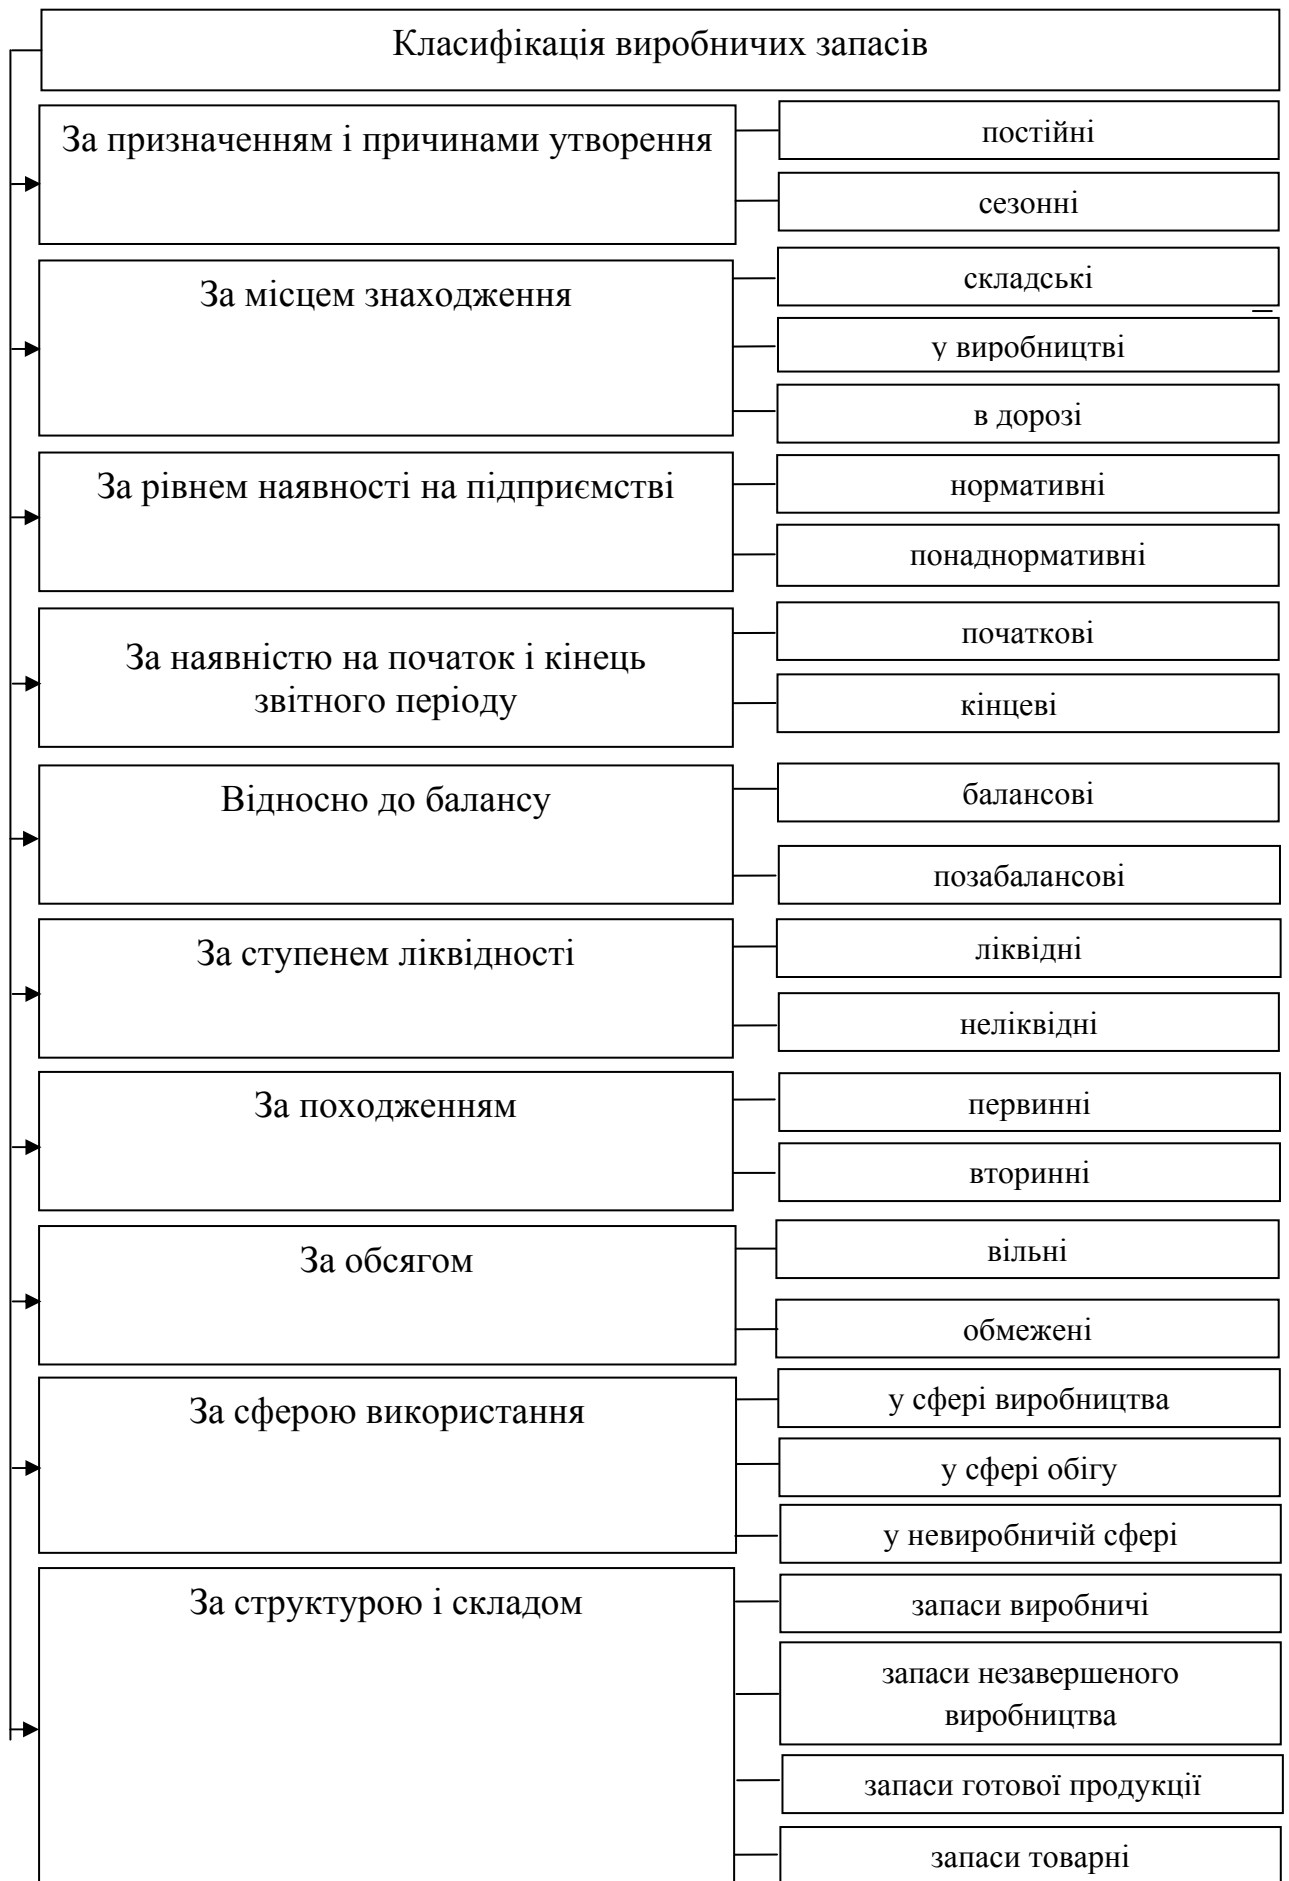 Класифікація виробничих запасів
За призначенням і причинами утворення
постійні
сезонні
За місцем знаходження
складські
у виробництві
в дорозі
За рівнем наявності на підприємстві
нормативні
понаднормативні
За наявністю на початок і кінець
звітного періоду
початкові
кінцеві
Відносно до балансу
балансові
позабалансові
За ступенем ліквідності
ліквідні
неліквідні
За походженням
первинні
вторинні
За обсягом
вільні
обмежені
За сферою використання
у сфері виробництва
у сфері обігу
у невиробничій сфері
За структурою і складом
запаси виробничі
запаси незавершеного
виробництва
запаси готової продукції
запаси товарні